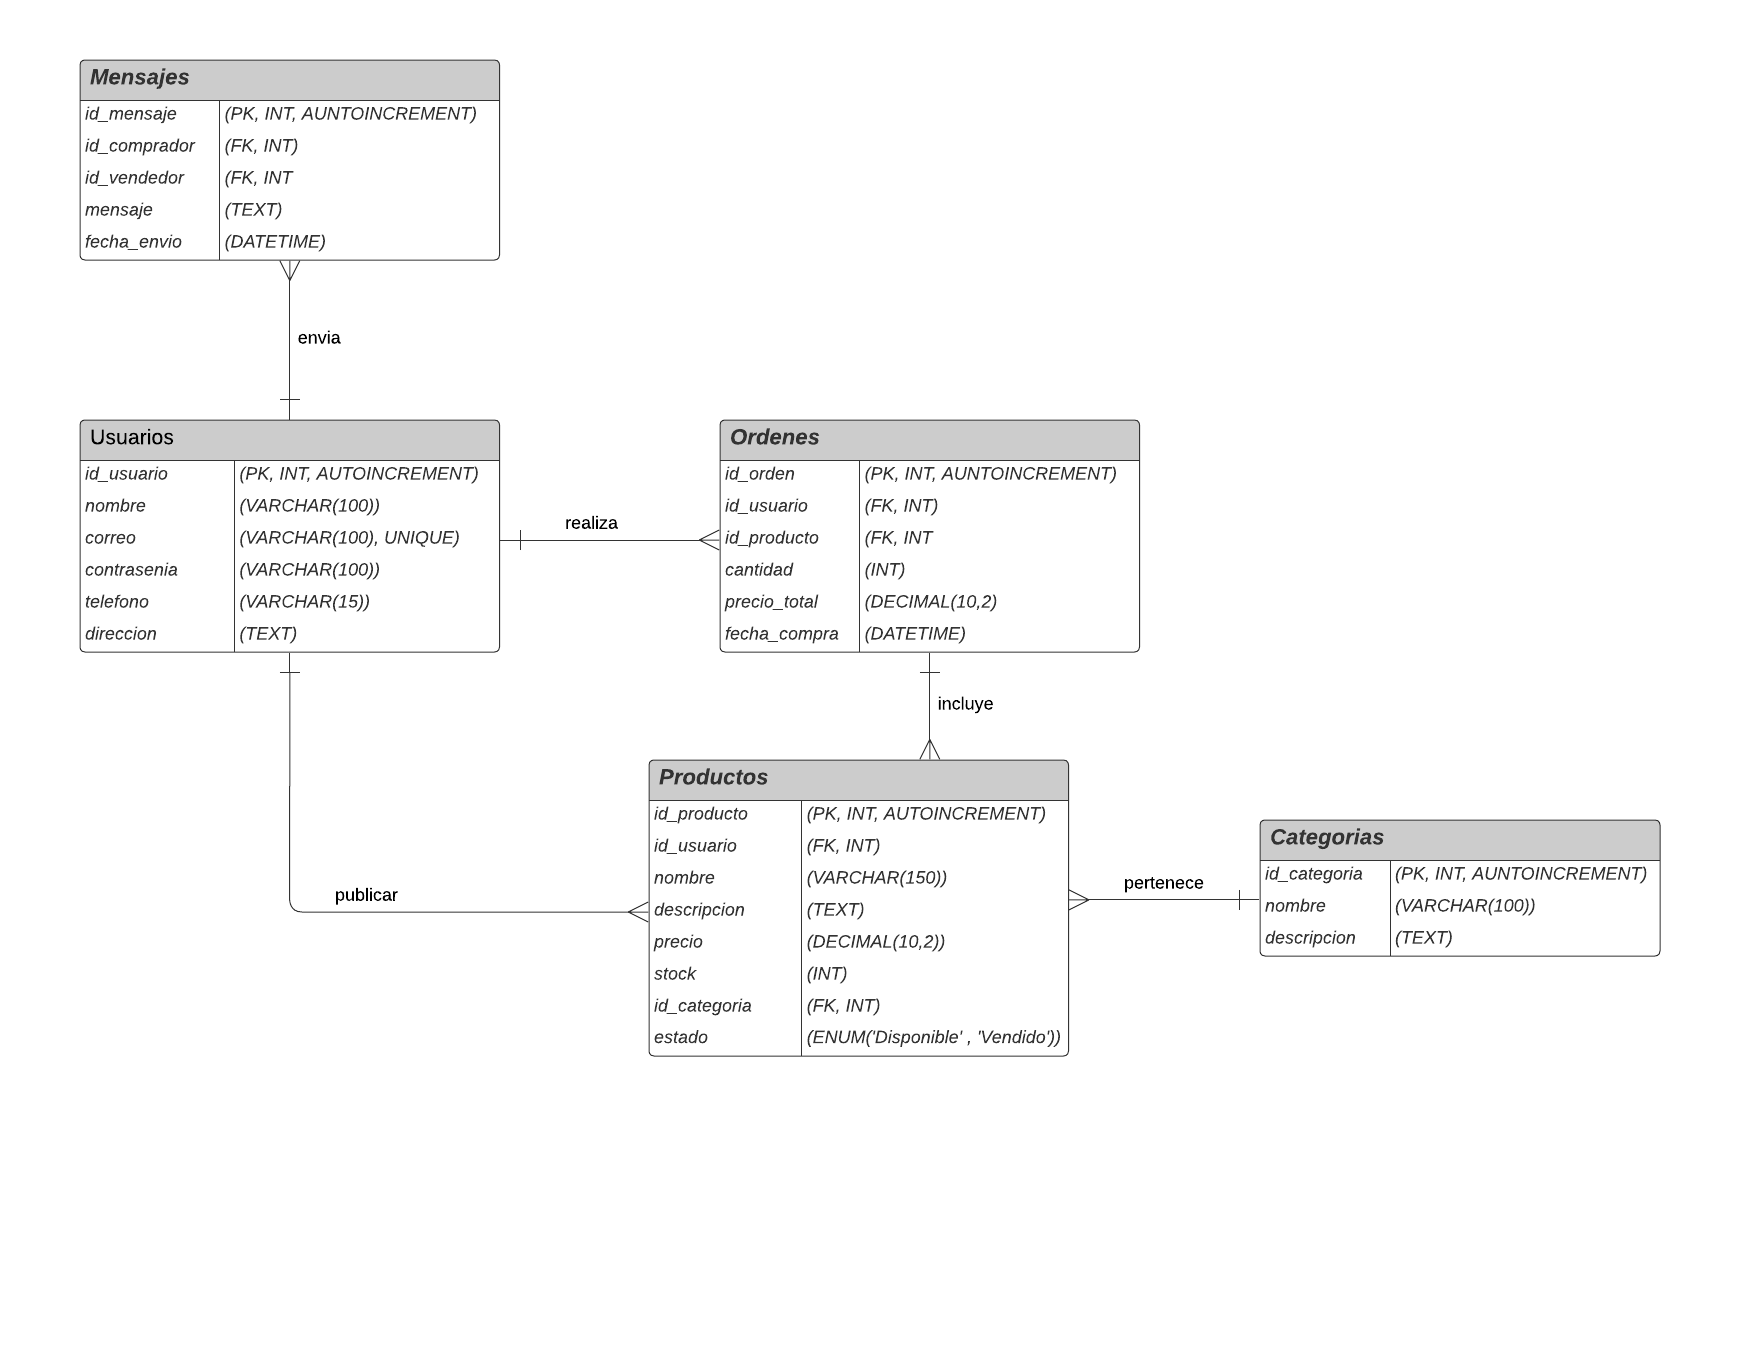 Mensajes
id_mensaje (PK, INT, AUNTOINCREMENT)
id_comprador (FK, INT)
id_vendedor (FK, INT
mensaje (TEXT)
fecha_envio (DATETIME)
envia
Usuarios
id_usuario (PK, INT, AUTOINCREMENT)
nombre (VARCHAR(100))
correo (VARCHAR(100), UNIQUE)
contrasenia (VARCHAR(100))
telefono (VARCHAR(15))
direccion (TEXT)
realiza
Ordenes
id_orden (PK, INT, AUNTOINCREMENT)
id_usuario (FK, INT)
id_producto (FK, INT
cantidad (INT)
precio_total (DECIMAL(10,2)
fecha_compra (DATETIME)
incluye
publicar
Productos
id_producto (PK, INT, AUTOINCREMENT)
id_usuario (FK, INT)
nombre (VARCHAR(150))
descripcion (TEXT)
precio (DECIMAL(10,2))
stock (INT)
id_categoria (FK, INT)
estado (ENUM('Disponible' , 'Vendido'))
pertenece
Categorias
id_categoria (PK, INT, AUNTOINCREMENT)
nombre (VARCHAR(100))
descripcion (TEXT)